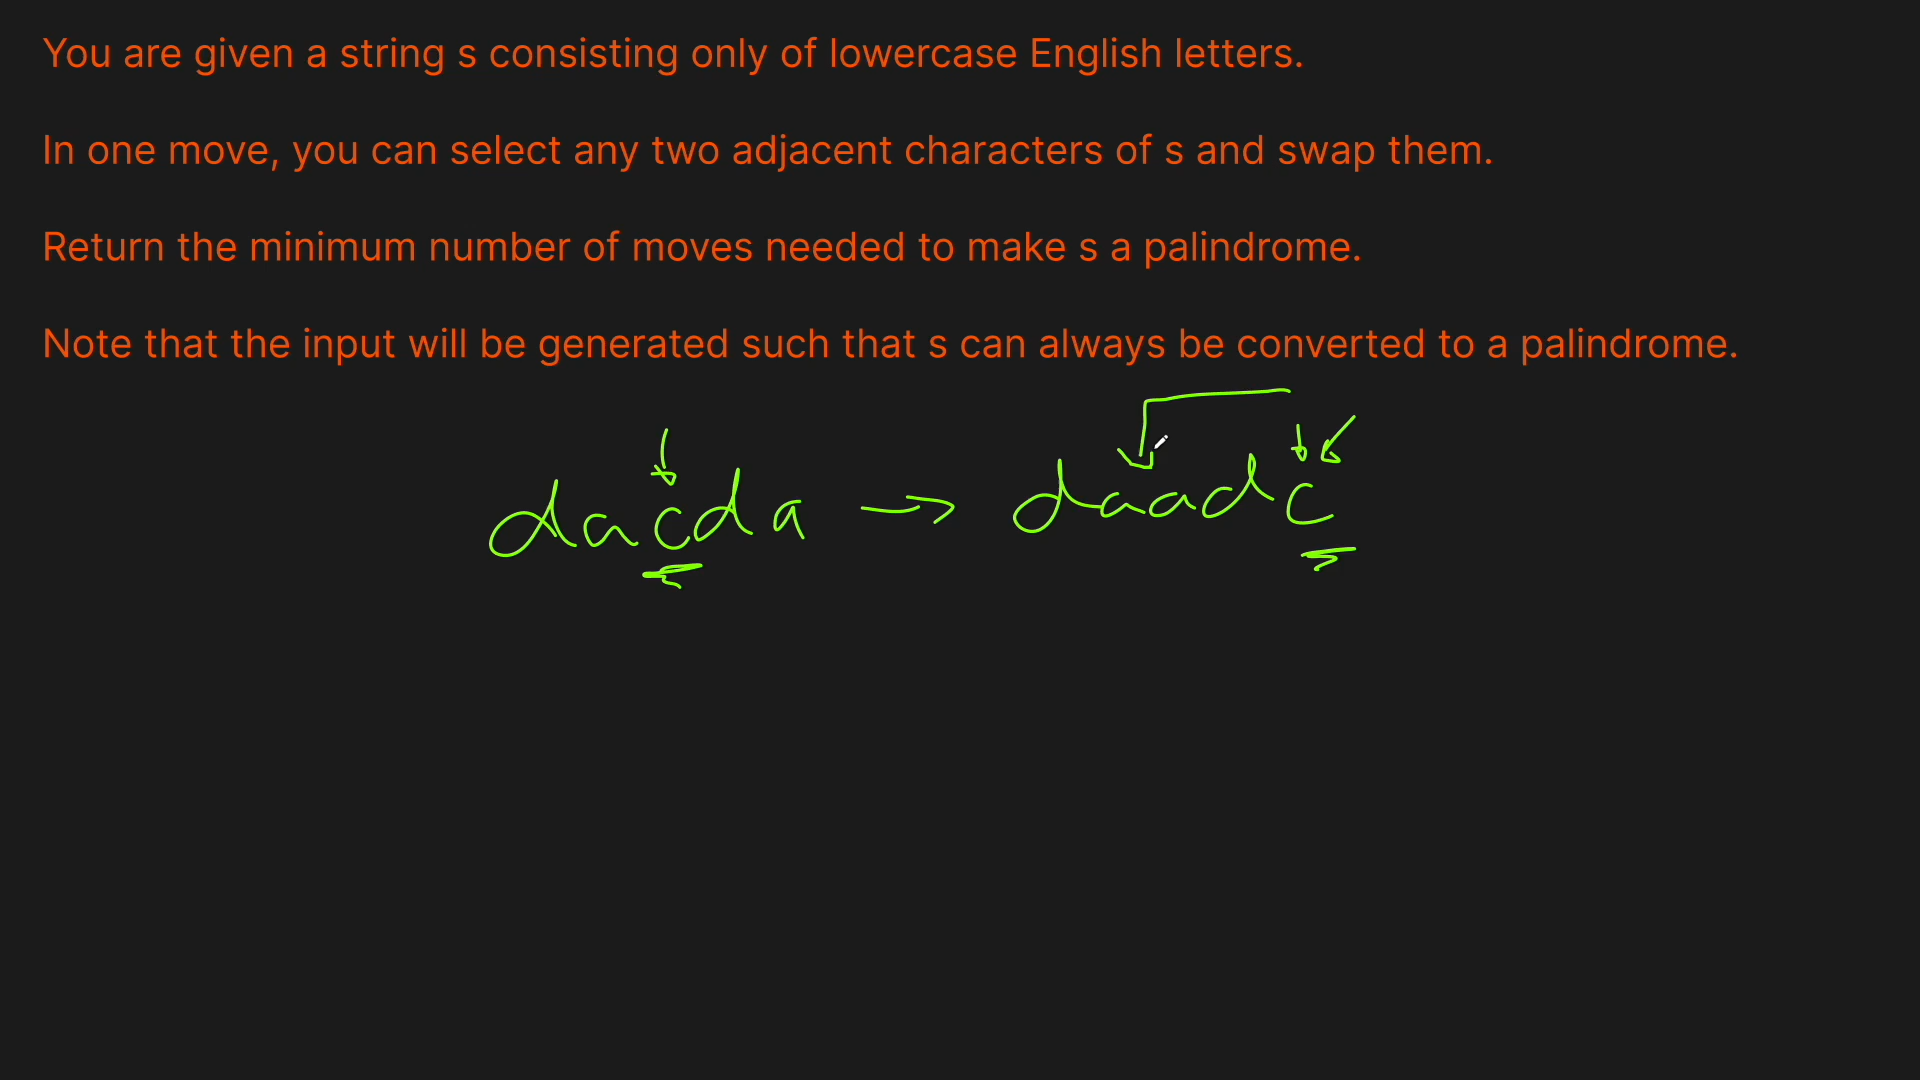 You are given a string s consisting only of lowercase English letters.
In one move, you can select any two adjacent characters of s and swap them.
Return the minimum number of moves needed to make s a palindrome.
Note that the input will be generated such that s can always be converted to a palindrome.
dacda → daadc